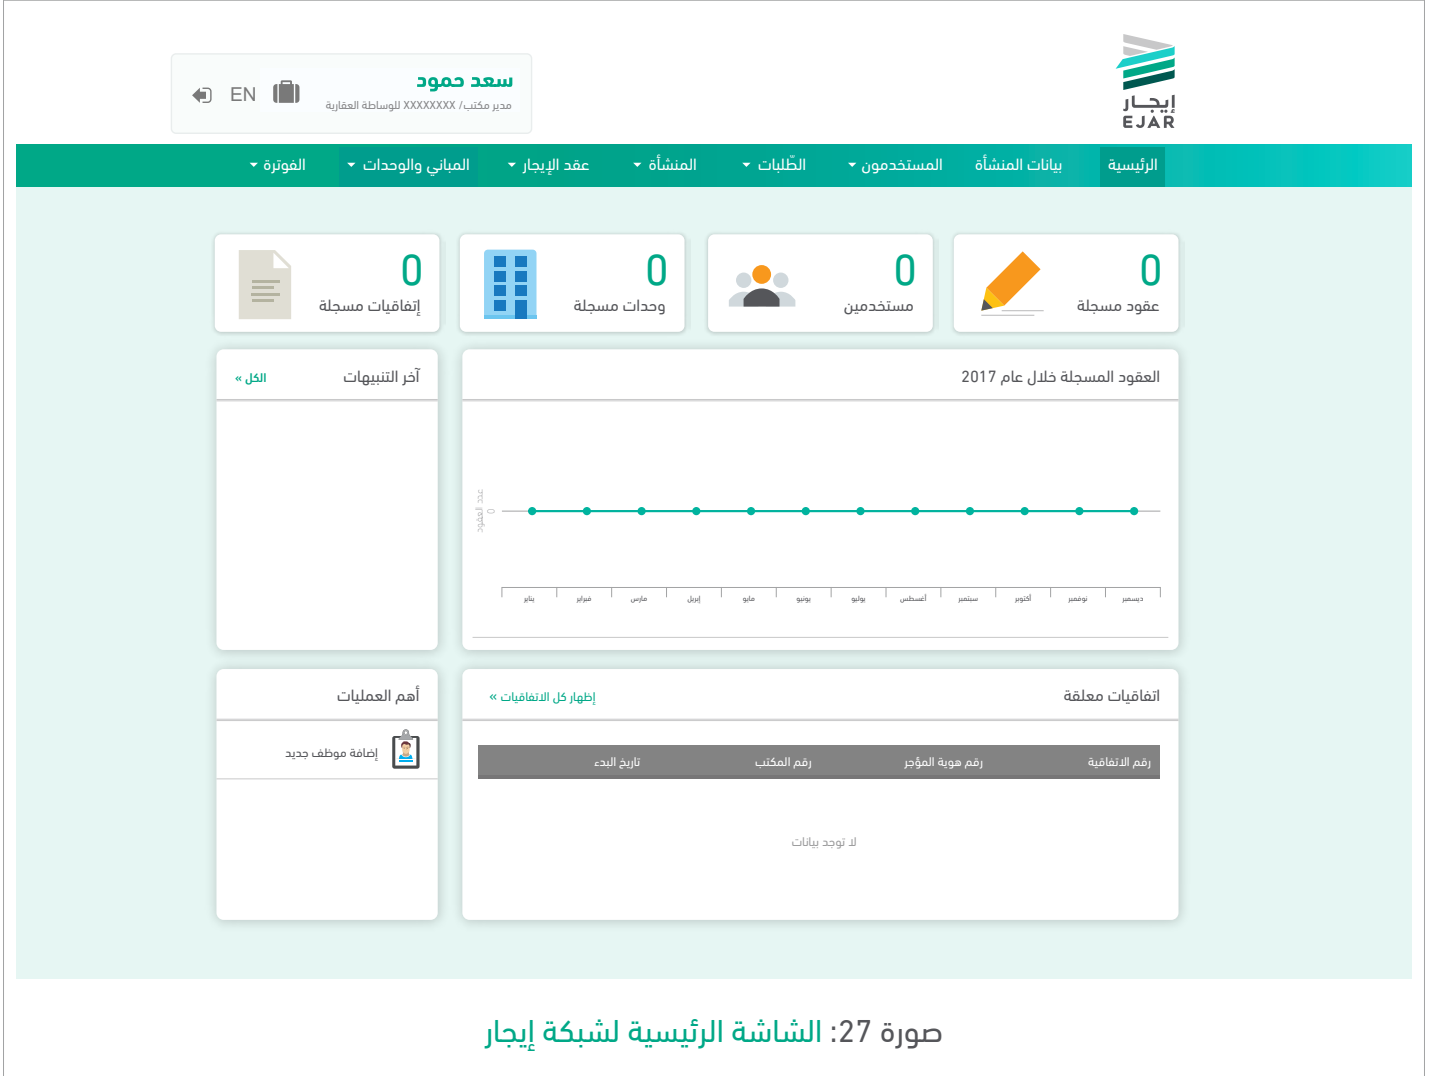 إيجـار
EJAR
سعد حمود
مدير مكتب/ XXXXXXXX للوساطة العقارية
EN
الرئيسية
بيانات المنشأة
المستخدمون
الطّلبات
المنشأة
عقد الإيجار
المباني والوحدات
الفوترة
0
عقود مسجلة
0
مستخدمين
0
وحدات مسجلة
0
إتفاقيات مسجلة
العقود المسجلة خلال عام 2017
عدد العقود
0
يناير
فبراير
مارس
إبريل
مايو
يونيو
يوليو
أغسطس
سبتمبر
أكتوبر
نوفمبر
ديسمبر
آخر التنبيهات
الكل »
اتفاقيات معلقة
إظهار كل الاتفاقيات »
رقم الاتفاقية
رقم هوية المؤجر
رقم المكتب
تاريخ البدء
لا توجد بيانات
أهم العمليات
إضافة موظف جديد
صورة 27: الشاشة الرئيسية لشبكة إيجار